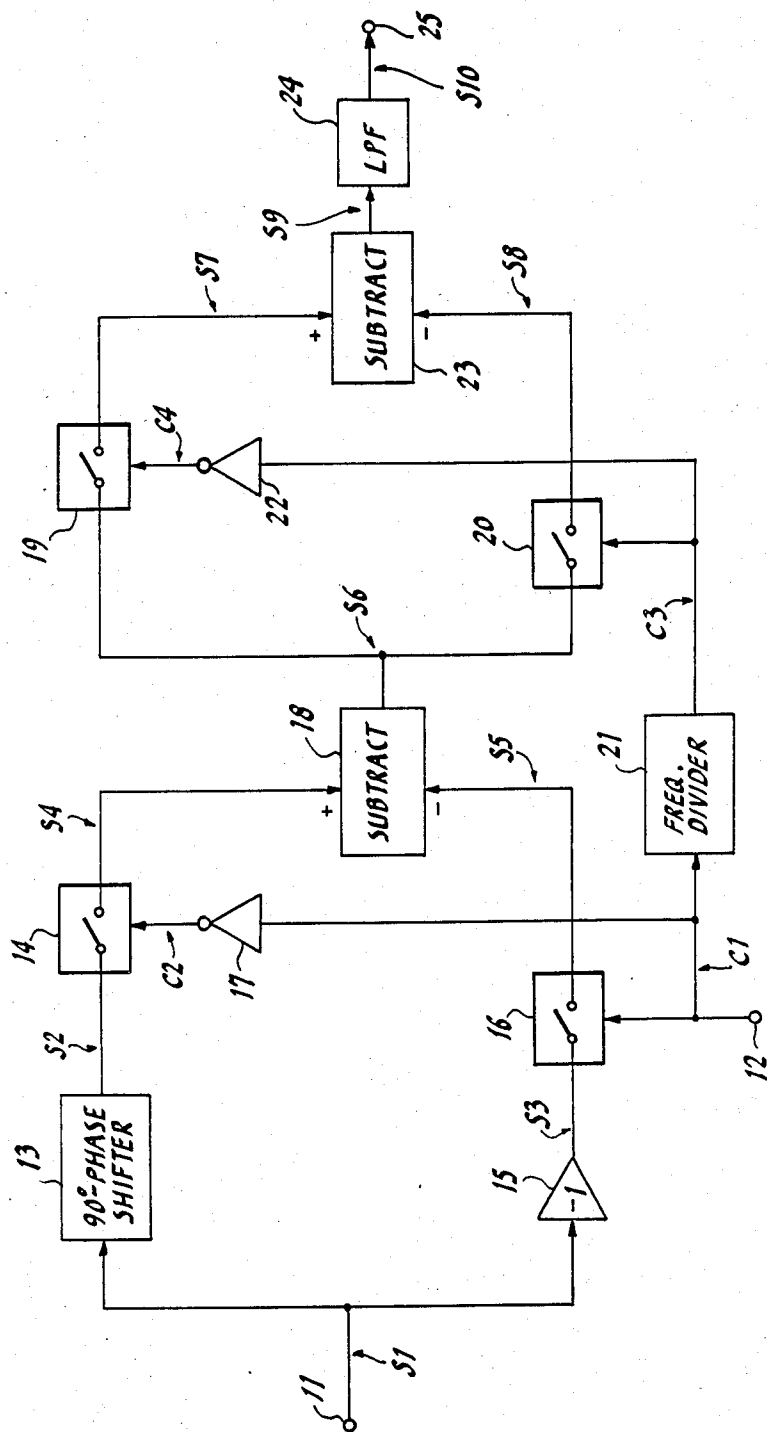 11
S1
13
90°-PHASE
SHIFTER
S2
14
S4
C2
17
15
-1
S3
16
S5
12
C1
18
SUBTRACT
+
-
21
FREQ.
DIVIDER
S6
C3
19
C4
22
20
S7
S8
SUBTRACT
+
-
23
S9
24
LPF
S10
25